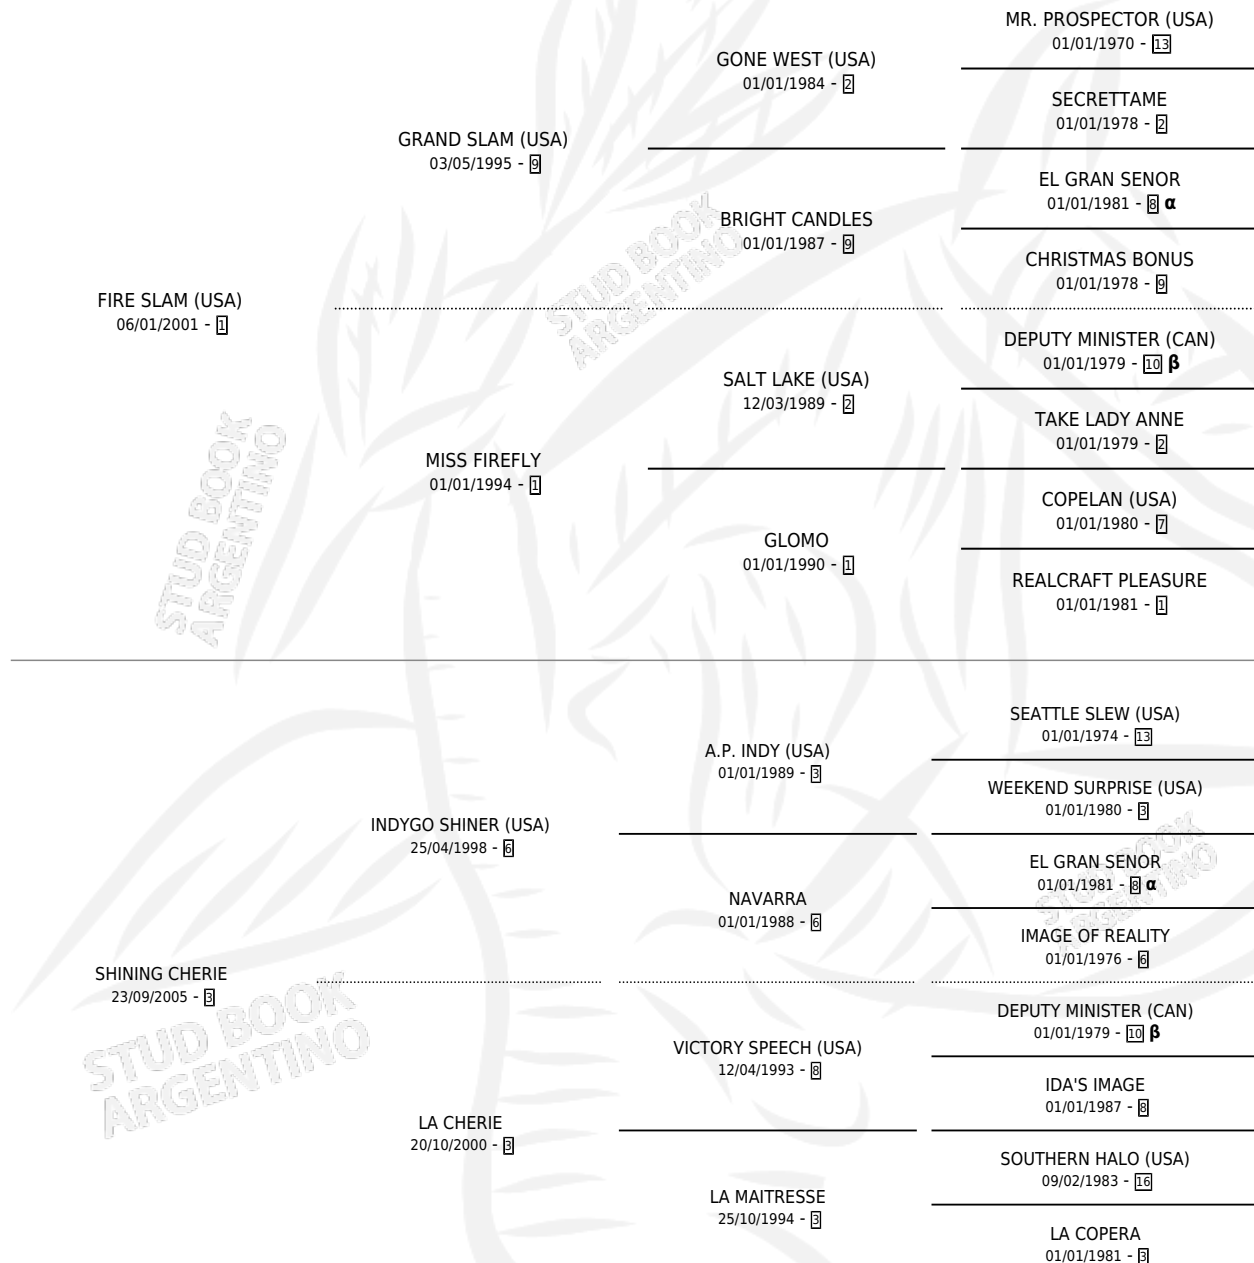 MR. PROSPECTOR (USA)
01/01/1970 - 13
GONE WEST (USA)
01/01/1984 - 2
SECRETTAME
01/01/1978 - 2
GRAND SLAM (USA)
03/05/1995 - 9
EL GRAN SENOR
01/01/1981 - 8 α
BRIGHT CANDLES
01/01/1987 - 9
CHRISTMAS BONUS
01/01/1978 - 9
FIRE SLAM (USA)
06/01/2001 - 1
DEPUTY MINISTER (CAN)
01/01/1979 - 10 β
SALT LAKE (USA)
12/03/1989 - 2
TAKE LADY ANNE
01/01/1979 - 2
MISS FIREFLY
01/01/1994 - 1
COPELAN (USA)
01/01/1980 - 7
GLOMO
01/01/1990 - 1
REALCRAFT PLEASURE
01/01/1981 - 1
SEATTLE SLEW (USA)
01/01/1974 - 13
A.P. INDY (USA)
01/01/1989 - 3
WEEKEND SURPRISE (USA)
01/01/1980 - 3
INDYGO SHINER (USA)
25/04/1998 - 6
EL GRAN SENOR
01/01/1981 - 8 α
NAVARRA
01/01/1988 - 6
IMAGE OF REALITY
01/01/1976 - 6
SHINING CHERIE
23/09/2005 - 3
DEPUTY MINISTER (CAN)
01/01/1979 - 10 β
VICTORY SPEECH (USA)
12/04/1993 - 8
IDA'S IMAGE
01/01/1987 - 8
LA CHERIE
20/10/2000 - 3
SOUTHERN HALO (USA)
09/02/1983 - 16
LA MAITRESSE
25/10/1994 - 3
LA COPERA
01/01/1981 - 3
STUD BOOK
ARGENTINO
STUD BOOK
ARGENTINO
STUD BOOK
ARGENTINO
STUD BOOK
ARGENTINO